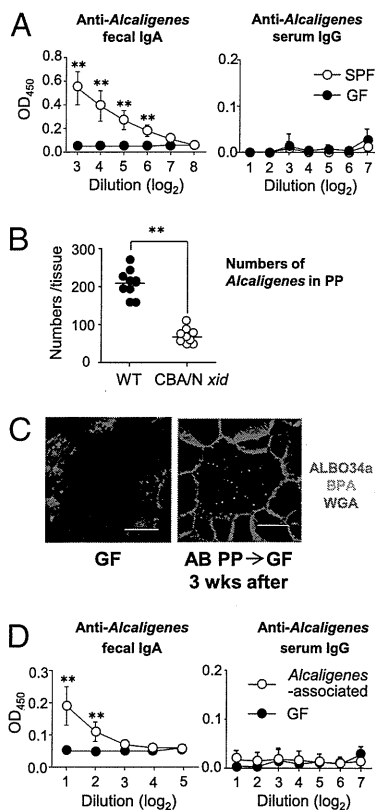 A
Anti-Alcaligenes
fecal IgA
Anti-Alcaligenes
serum IgG
OD450
0.8
0.6
0.4
0.2
0.0
** ** ** **
3 4 5 6 7 8
Dilution (log2)
0.2
0.1
0.0
SPF
GF
1 2 3 4 5 6 7
Dilution (log2)
B
Numbers /tissue
300
200
100
0
**
WT CBA/N xid
Numbers of
Alcaligenes in PP
C
GF
AB PP→GF
3 wks after
ALBO34a
BPA
WGA
D
Anti-Alcaligenes
fecal IgA
Anti-Alcaligenes
serum IgG
OD450
0.3
0.2
0.1
0.0
** **
1 2 3 4 5
Dilution (log2)
0.2
0.1
0.0
Alcaligenes
-associated
GF
1 2 3 4 5 6 7
Dilution (log2)